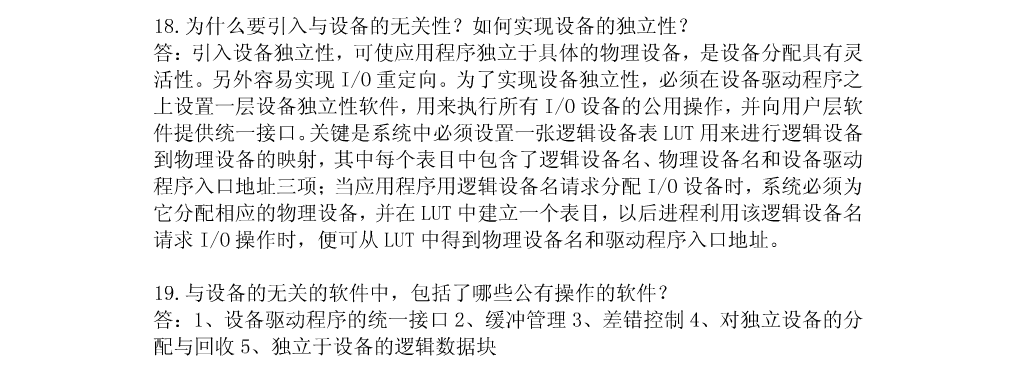 18.为什么要引入与设备的无关性？如何实现设备的独立性？
答：引入设备独立性，可使应用程序独立于具体的物理设备，是设备分配具有灵
活性。另外容易实现 I/O 重定向。为了实现设备独立性，必须在设备驱动程序之
上设置一层设备独立性软件，用来执行所有 I/O 设备的公用操作，并向用户层软
件提供统一接口。关键是系统中必须设置一张逻辑设备表 LUT 用来进行逻辑设备
到物理设备的映射，其中每个表目中包含了逻辑设备名、物理设备名和设备驱动
程序入口地址三项；当应用程序用逻辑设备名请求分配 I/O 设备时，系统必须为
它分配相应的物理设备，并在 LUT 中建立一个表目，以后进程利用该逻辑设备名
请求 I/O 操作时，便可从 LUT 中得到物理设备名和驱动程序入口地址。
19.与设备的无关的软件中，包括了哪些公有操作的软件？
答：1、设备驱动程序的统一接口 2、缓冲管理 3、差错控制 4、对独立设备的分
配与回收 5、独立于设备的逻辑数据块